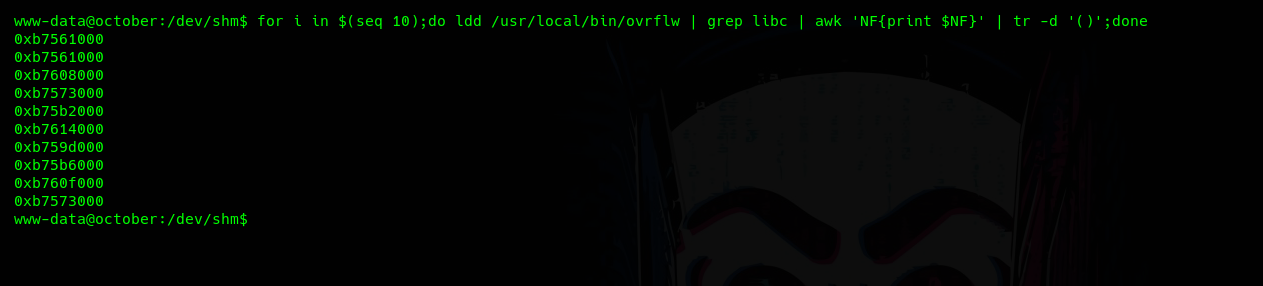 www-data@october:/dev/shm$ for i in $(seq 10);do ldd /usr/local/bin/ovrflw | grep libc | awk 'NF{print $NF}' | tr -d '()';done
0xb7561000
0xb7561000
0xb7608000
0xb7573000
0xb75b2000
0xb7614000
0xb759d000
0xb75b6000
0xb760f000
0xb7573000
www-data@october:/dev/shm$